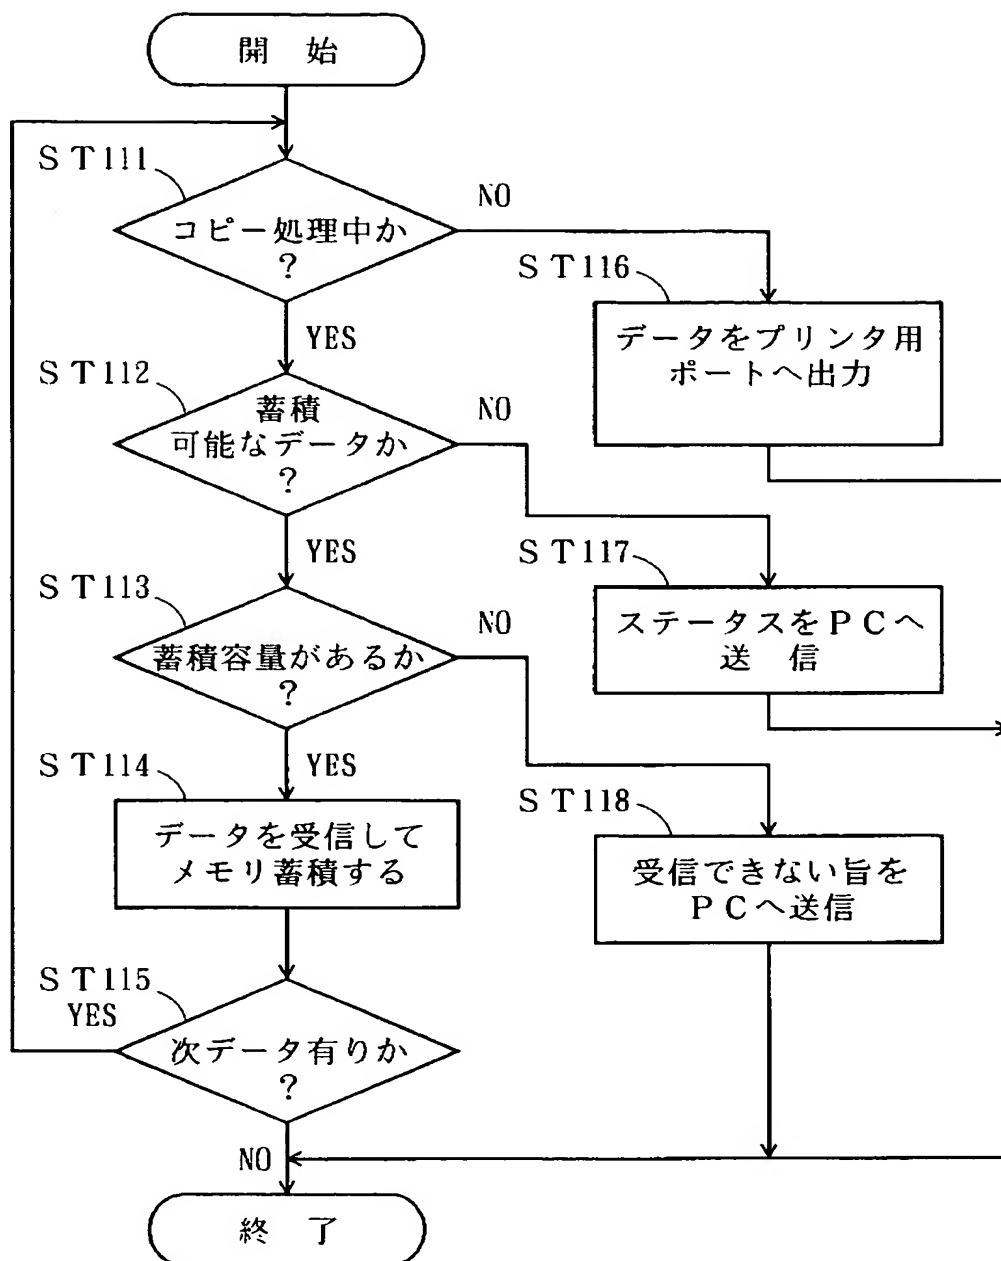 開 始
ST111
コピー処理中か
?
NO
YES
ST116
データをプリンタ用
ポートへ出力
ST112
蓄積
可能なデータか
?
NO
YES
ST117
ステータスをPCへ
送 信
ST113
蓄積容量があるか
?
NO
YES
ST114
データを受信して
メモリ蓄積する
ST118
受信できない旨を
PCへ送信
ST115
YES
次データ有りか
?
NO
終 了